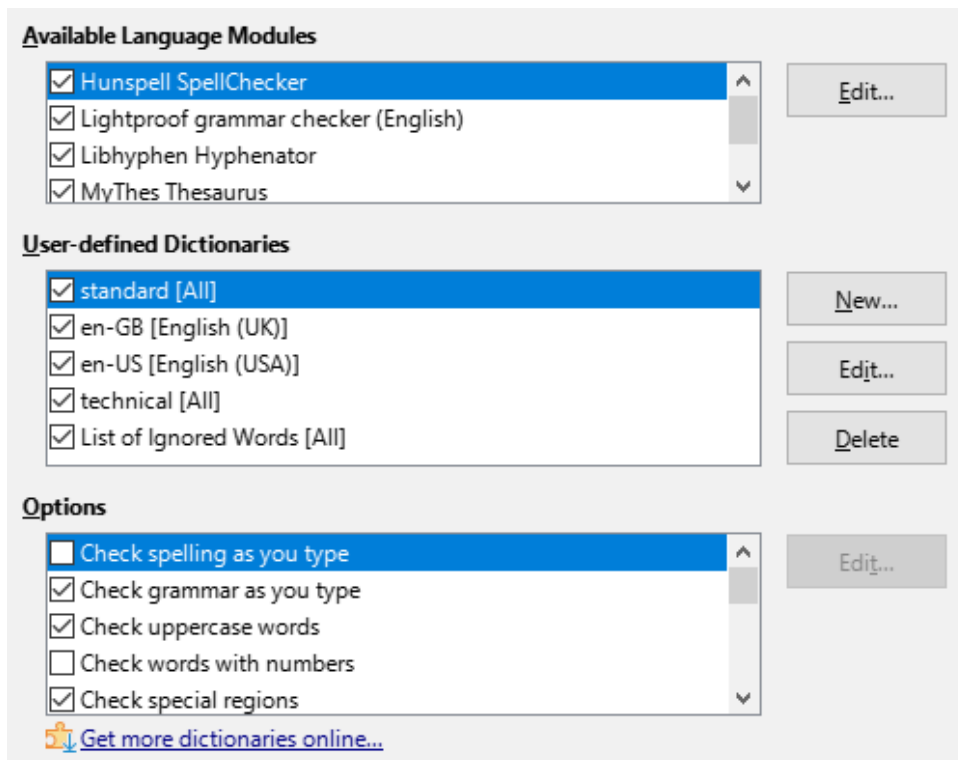 Available Language Modules
Hunspell SpellChecker
Edit...
Lightproof grammar checker (English)
Libhyphen Hyphenator
MyThes Thesaurus
User-defined Dictionaries
standard [All]
New...
en-GB [English (UK)]
en-US [English (USA)]
Edit...
technical [All]
List of Ignored Words [All]
Delete
Options
Check spelling as you type
Edit...
Check grammar as you type
Check uppercase words
Check words with numbers
Check special regions
Get more dictionaries online...